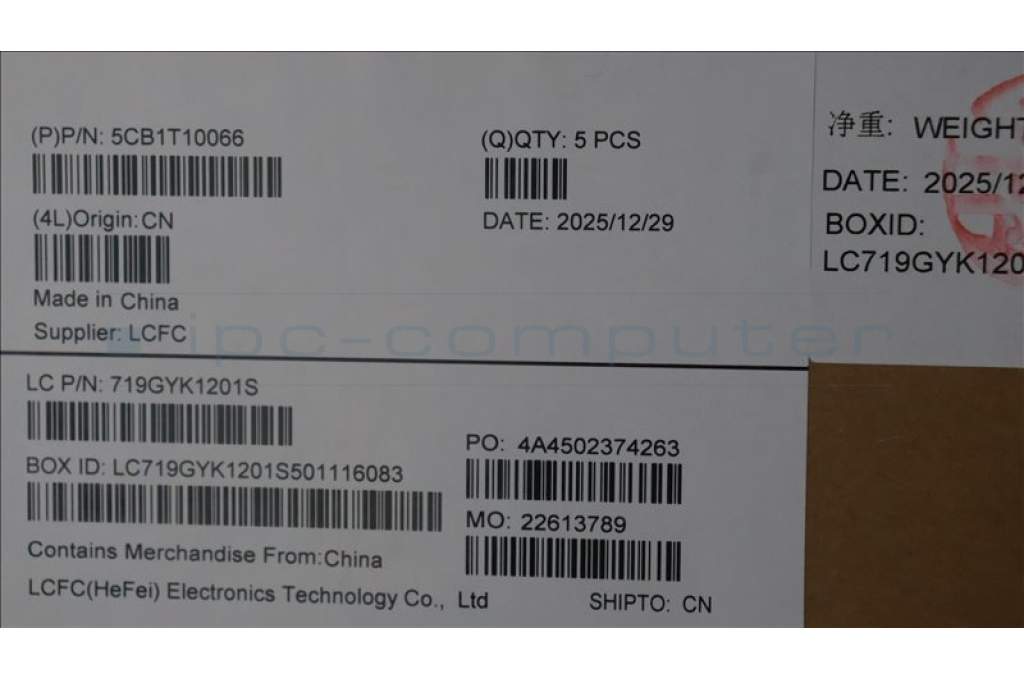 (P)P/N: 5CB1T10066
(Q)QTY: 5 PCS
(4L)Origin:CN
DATE: 2025/12/29
Made in China
Supplier: LCFC
ipc-computer
LC P/N: 719GYK1201S
BOX ID: LC719GYK1201S501116083
PO: 4A4502374263
MO: 22613789
Contains Merchandise From:China
LCFC(HeFei) Electronics Technology Co., Ltd
SHIPTO: CN
净重: WEIGHT
DATE: 2025/12
BOXID:
LC719GYK120